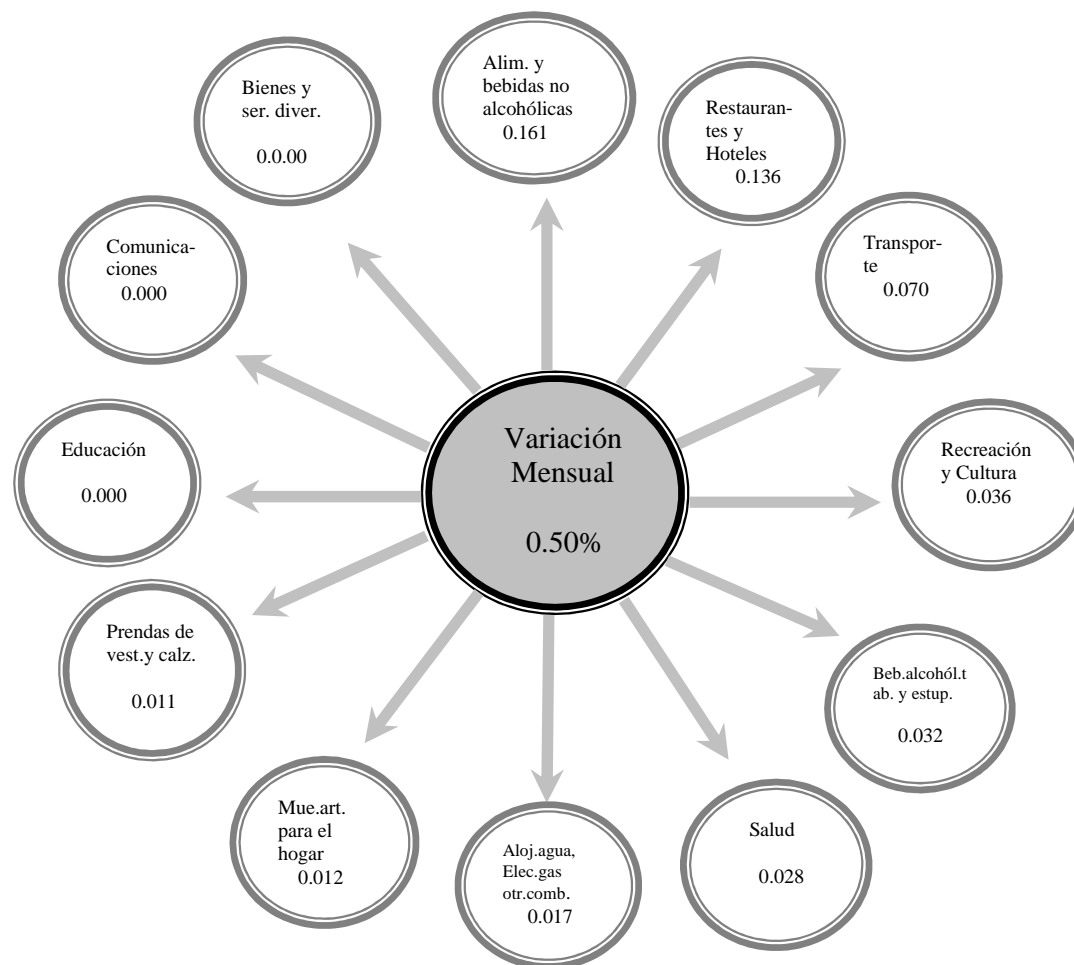 Alim. y
bebidas no
alcohólicas
0.161
Restauran-
tes y
Hoteles
0.136
Transpor-
te
0.070
Recreación
y Cultura
0.036
Beb.alcohól.t
ab. y estup.
0.032
Salud
0.028
Aloj.agua,
Elec.gas
otr.comb.
0.017
Mue.art.
para el
hogar
0.012
Prendas de
vest.y calz.
0.011
Educación
0.000
Comunica-
ciones
0.000
Bienes y
ser. diver.
0.0.00
Variación
Mensual
0.50%